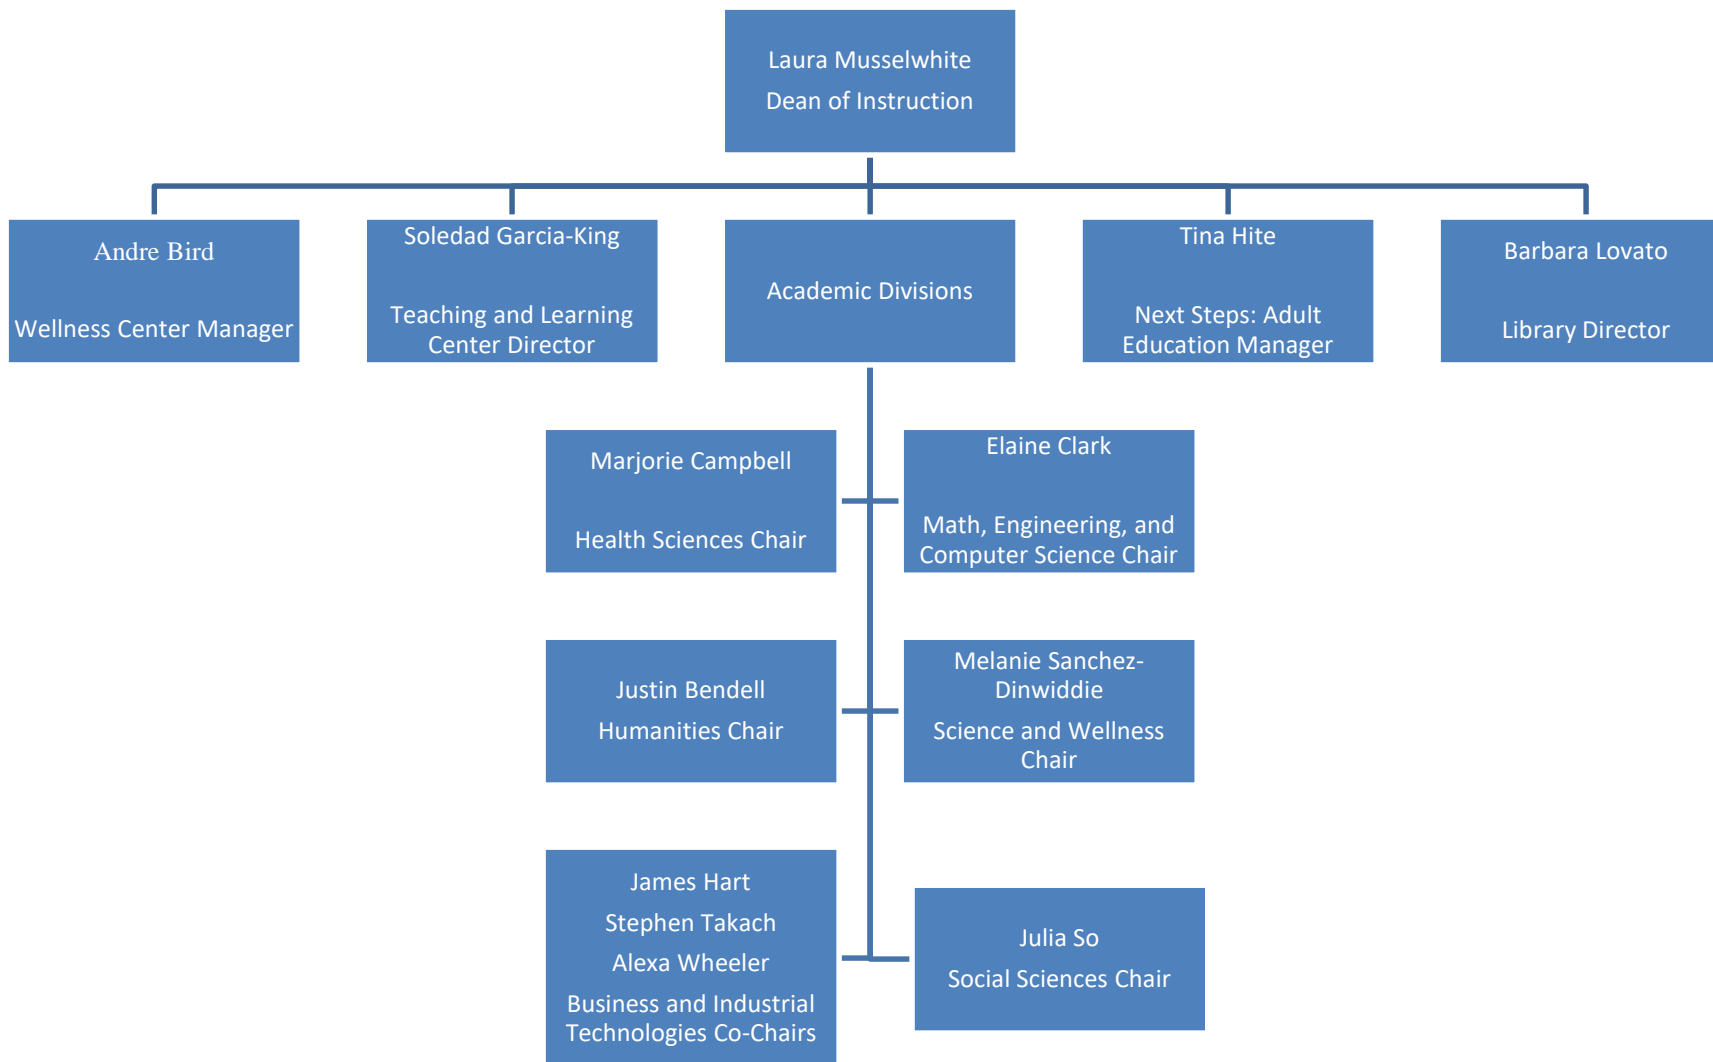 Laura Musselwhite
Dean of Instruction
Andre Bird
Wellness Center Manager
Soledad Garcia-King
Teaching and Learning
Center Director
Academic Divisions
Tina Hite
Next Steps: Adult
Education Manager
Barbara Lovato
Library Director
Marjorie Campbell
Health Sciences Chair
Elaine Clark
Math, Engineering, and
Computer Science Chair
Justin Bendell
Humanities Chair
Melanie Sanchez-
Dinwiddie
Science and Wellness
Chair
James Hart
Stephen Takach
Alexa Wheeler
Business and Industrial
Technologies Co-Chairs
Julia So
Social Sciences Chair